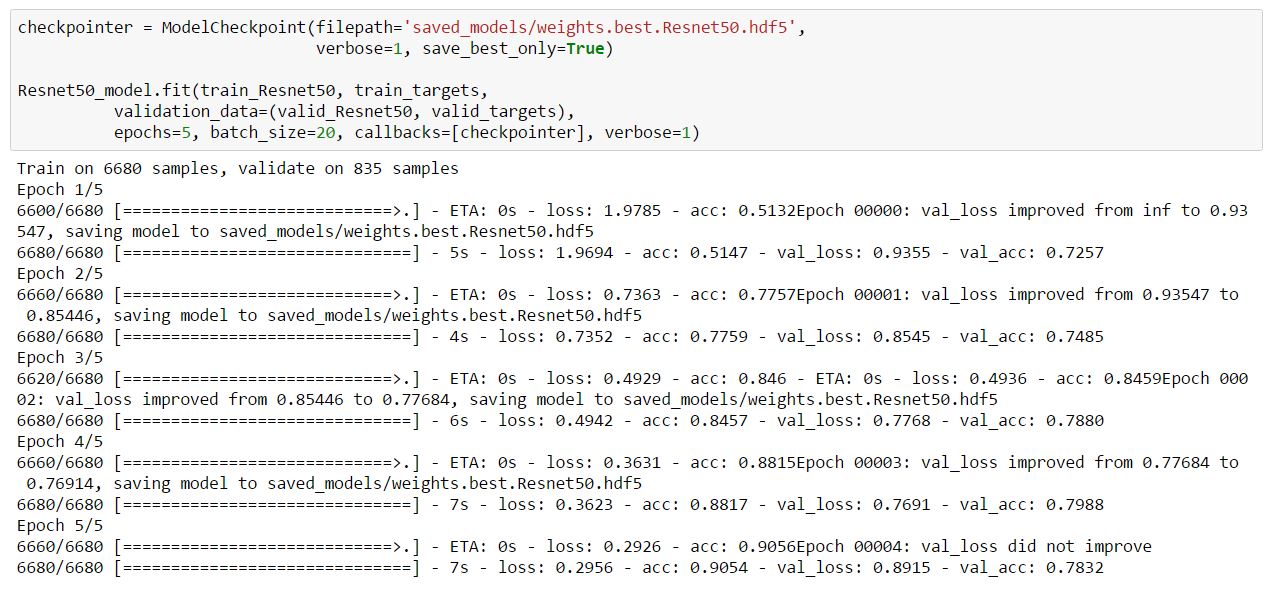 checkpointer = ModelCheckpoint(filepath='saved_models/weights.best.Resnet50.hdf5',
                               verbose=1, save_best_only=True)

Resnet50_model.fit(train_Resnet50, train_targets,
          validation_data=(valid_Resnet50, valid_targets),
          epochs=5, batch_size=20, callbacks=[checkpointer], verbose=1)
Train on 6680 samples, validate on 835 samples
Epoch 1/5
6600/6680 [============================>.] - ETA: 0s - loss: 1.9785 - acc: 0.5132Epoch 00000: val_loss improved from inf to 0.93
547, saving model to saved_models/weights.best.Resnet50.hdf5
6680/6680 [==============================] - 5s - loss: 1.9694 - acc: 0.5147 - val_loss: 0.9355 - val_acc: 0.7257
Epoch 2/5
6660/6680 [============================>.] - ETA: 0s - loss: 0.7363 - acc: 0.7757Epoch 00001: val_loss improved from 0.93547 to
 0.85446, saving model to saved_models/weights.best.Resnet50.hdf5
6680/6680 [==============================] - 4s - loss: 0.7352 - acc: 0.7759 - val_loss: 0.8545 - val_acc: 0.7485
Epoch 3/5
6620/6680 [============================>.] - ETA: 0s - loss: 0.4929 - acc: 0.846 - ETA: 0s - loss: 0.4936 - acc: 0.8459Epoch 000
02: val_loss improved from 0.85446 to 0.77684, saving model to saved_models/weights.best.Resnet50.hdf5
6680/6680 [==============================] - 6s - loss: 0.4942 - acc: 0.8457 - val_loss: 0.7768 - val_acc: 0.7880
Epoch 4/5
6660/6680 [============================>.] - ETA: 0s - loss: 0.3631 - acc: 0.8815Epoch 00003: val_loss improved from 0.77684 to
 0.76914, saving model to saved_models/weights.best.Resnet50.hdf5
6680/6680 [==============================] - 7s - loss: 0.3623 - acc: 0.8817 - val_loss: 0.7691 - val_acc: 0.7988
Epoch 5/5
6660/6680 [============================>.] - ETA: 0s - loss: 0.2926 - acc: 0.9056Epoch 00004: val_loss did not improve
6680/6680 [==============================] - 7s - loss: 0.2956 - acc: 0.9054 - val_loss: 0.8915 - val_acc: 0.7832